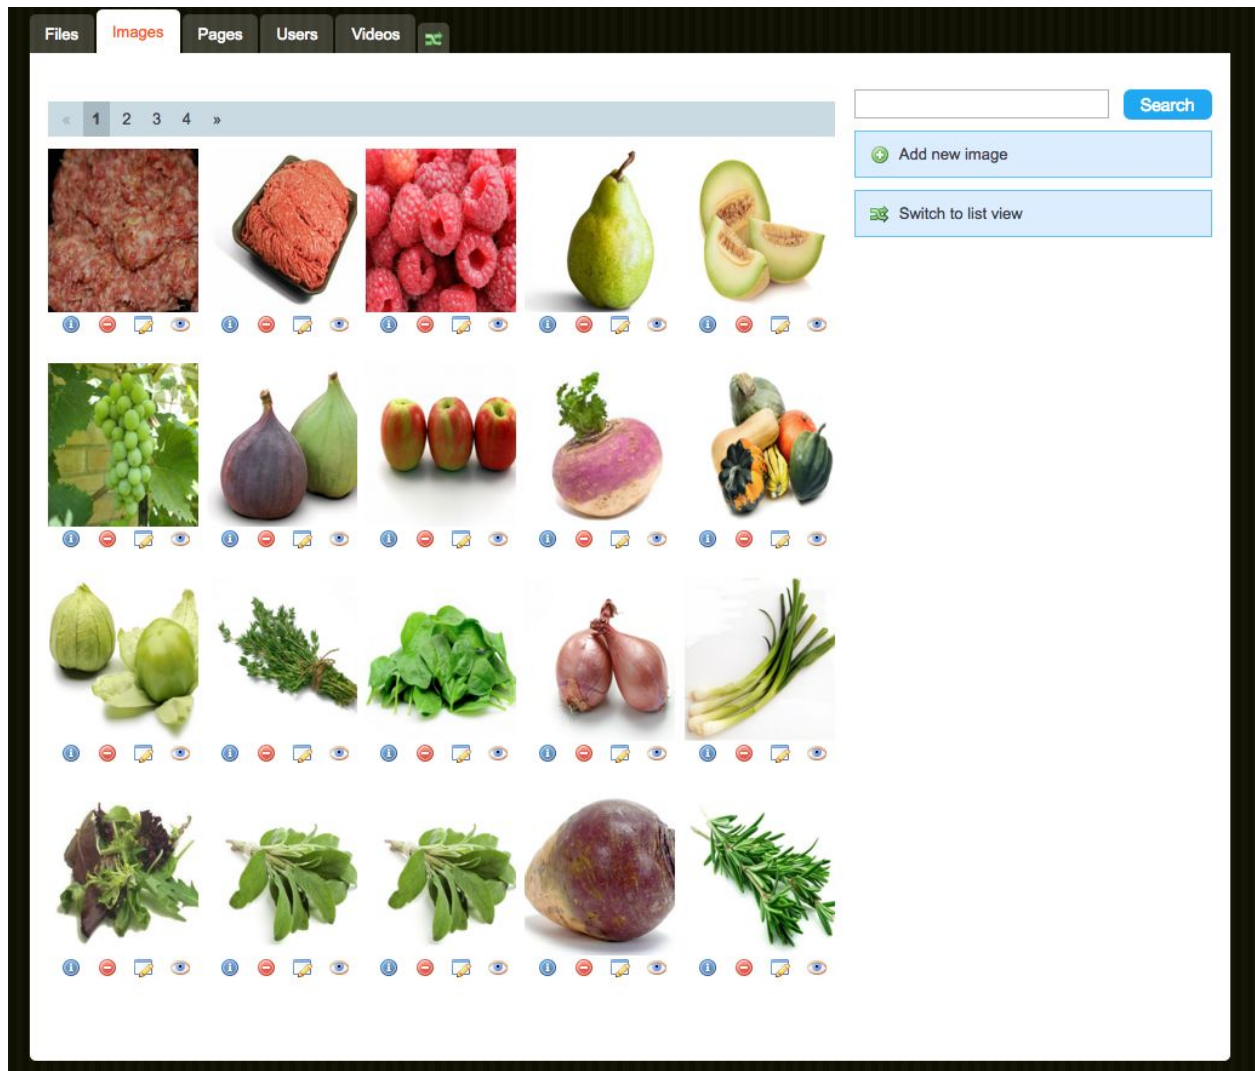 Files Images Pages Users Videos
« 1 2 3 4 »
Search
Add new image
Switch to list view